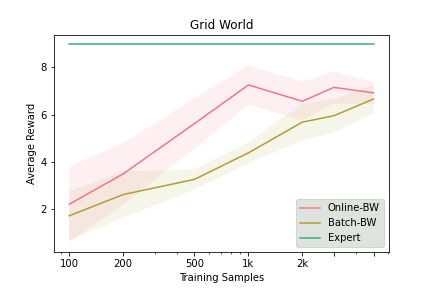 Grid World
Average Reward
8
6
4
2
100 200 500 1k 2k
Training Samples
Online-BW
Batch-BW
Expert